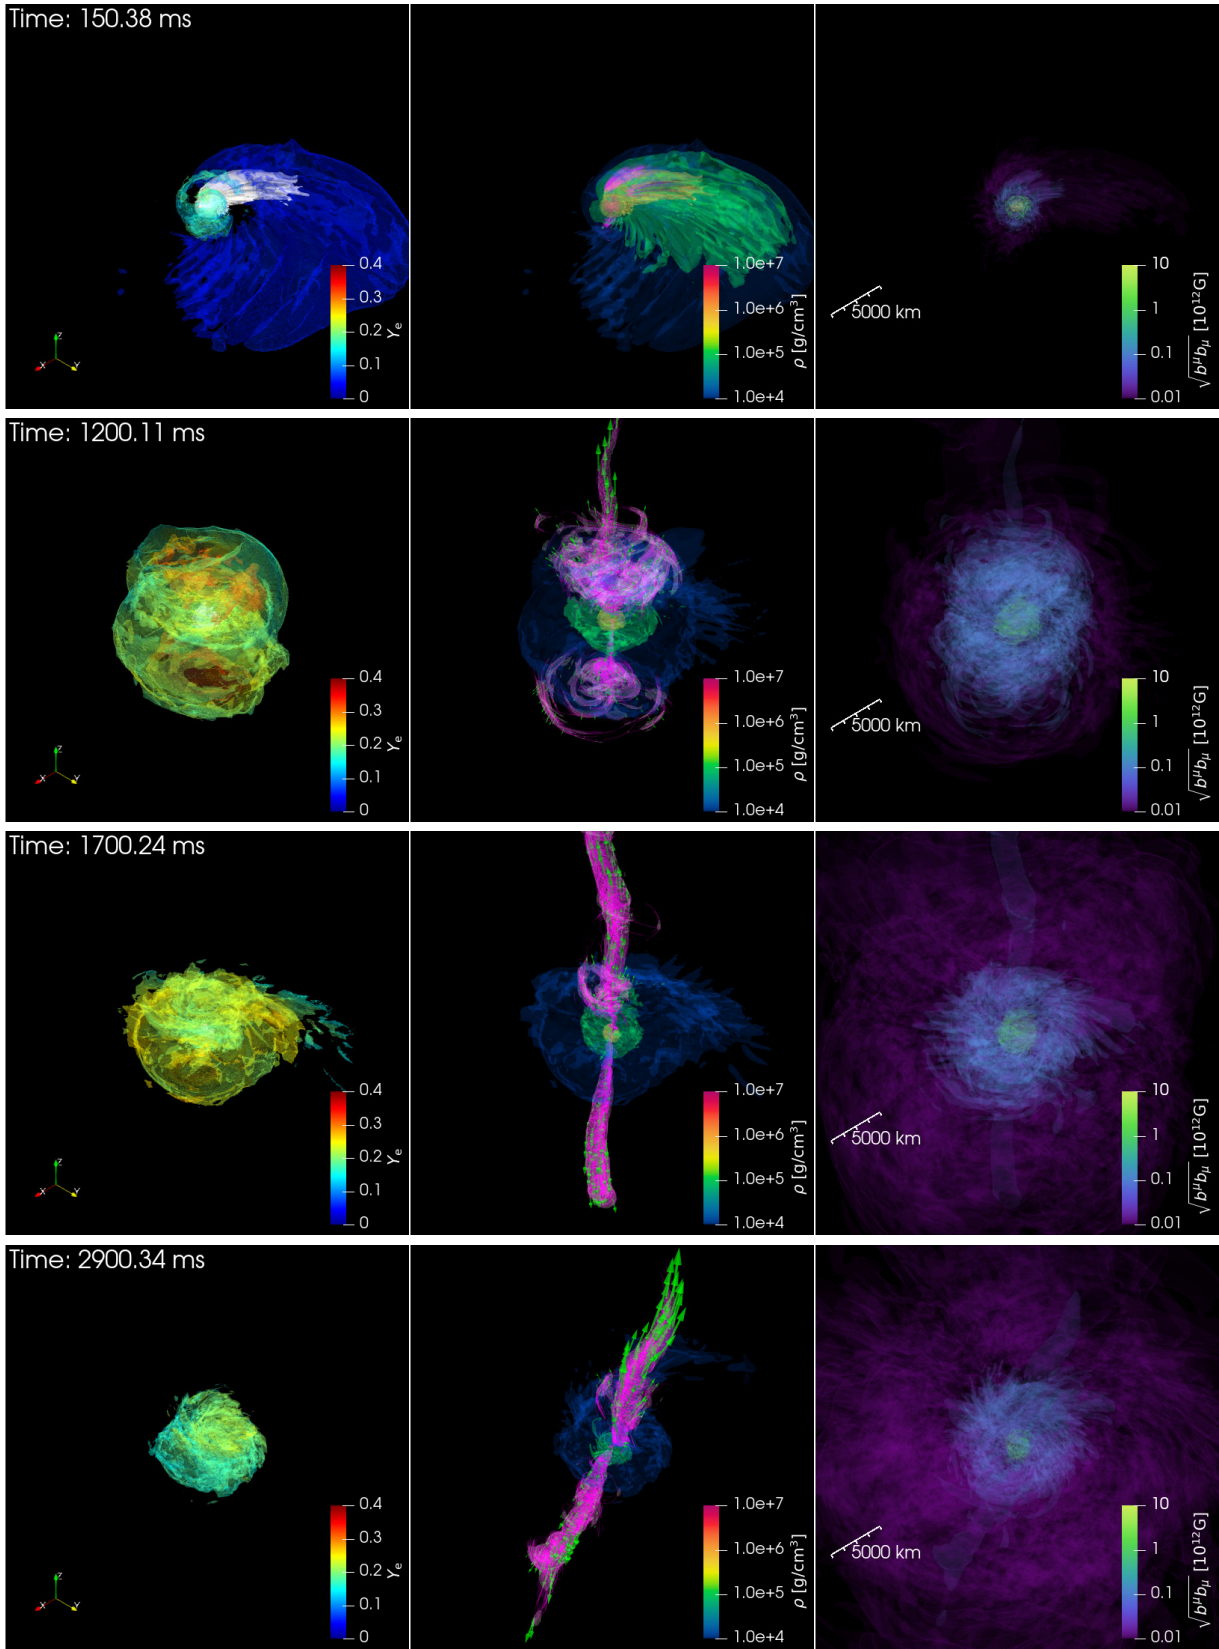 Time: 150.38 ms
0.4
0.3
0.2
0.1
0
Yₑ
Z
X
Y
1.0e+7
1.0e+6
1.0e+5
1.0e+4
ρ [g/cm³]
5000 km
10
1
0.1
0.01
√bᵘbᵤ [10¹²G]
Time: 1200.11 ms
0.4
0.3
0.2
0.1
0
Yₑ
Z
X
Y
1.0e+7
1.0e+6
1.0e+5
1.0e+4
ρ [g/cm³]
5000 km
10
1
0.1
0.01
√b^μb_μ [10¹²G]
Time: 1700.24 ms
0.4
0.3
0.2
0.1
0
Yₑ
Z
X
Y
1.0e+7
1.0e+6
1.0e+5
1.0e+4
ρ [g/cm³]
5000 km
10
1
0.1
0.01
√b^μb_μ [10¹²G]
Time: 2900.34 ms
0.4
0.3
0.2
0.1
0
Yₑ
Z
X
Y
1.0e+7
1.0e+6
1.0e+5
1.0e+4
ρ [g/cm³]
5000 km
10
1
0.1
0.01
√b^μb_μ [10¹²G]